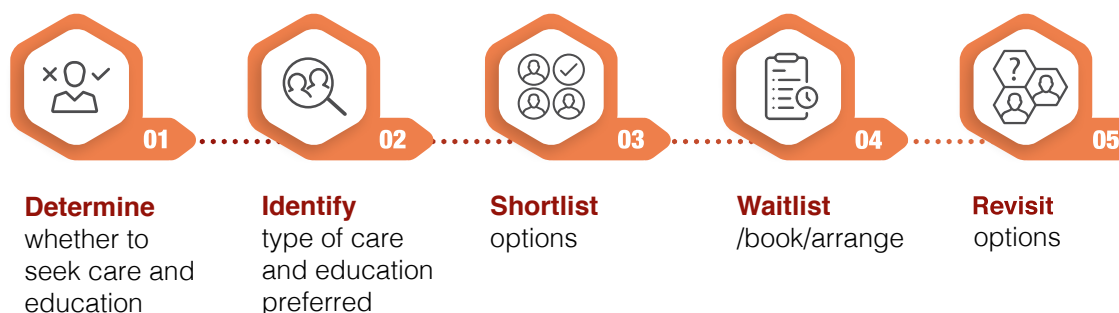 01
02
03
04
05
Determine
whether to
seek care and
education
Identify
type of care
and education
preferred
Shortlist
options
Waitlist
/book/arrange
Revisit
options
?